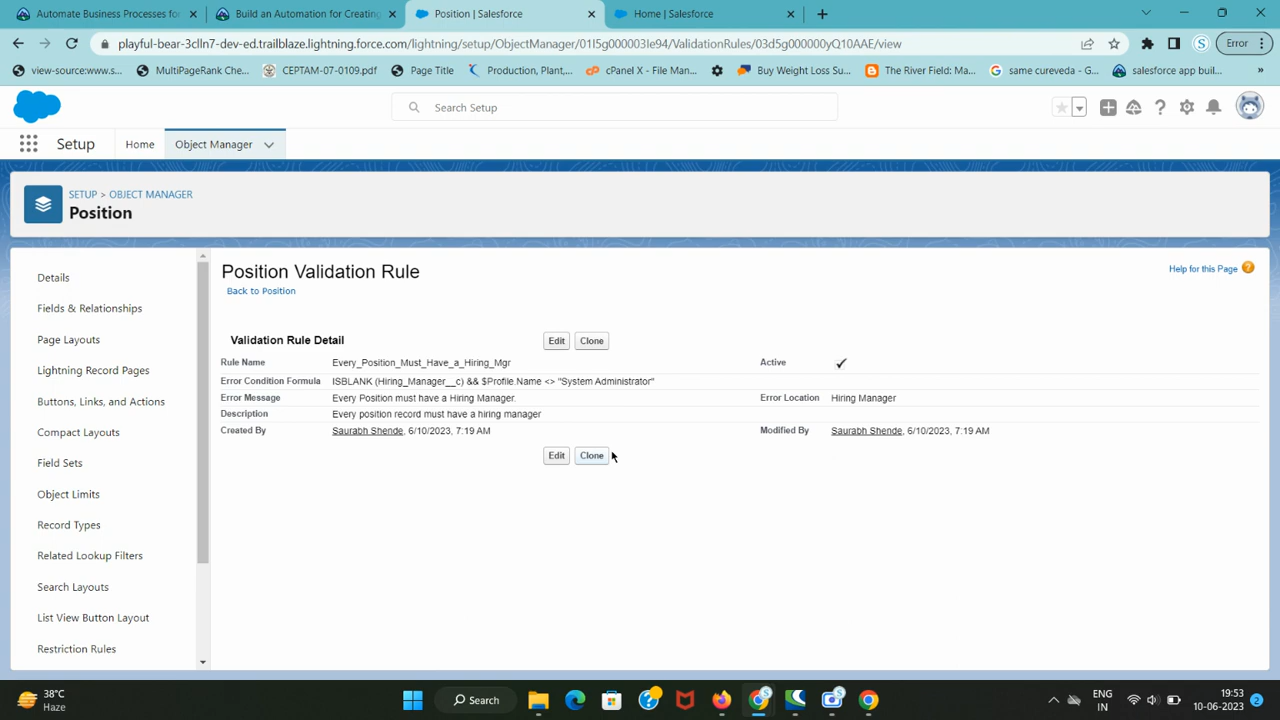 Automate Business Processes for
Build an Automation for Creating
Position | Salesforce
Home | Salesforce
playful-bear-3clln7-dev-ed.trailblaze.lightning.force.com/lightning/setup/ObjectManager/01I5g000003Ie94/ValidationRules/03d5g000000yQ10AAE/view
S
Error
view-source:www.s...
MultiPageRank Che...
CEPTAM-07-0109.pdf
Page Title
Production, Plant,...
cPanel X - File Man...
Buy Weight Loss Su...
The River Field: Ma...
same cureveda - G...
salesforce app buil...
»
Search Setup
Setup
Home
Object Manager
SETUP > OBJECT MANAGER
Position
Details
Fields & Relationships
Page Layouts
Lightning Record Pages
Buttons, Links, and Actions
Compact Layouts
Field Sets
Object Limits
Record Types
Related Lookup Filters
Search Layouts
List View Button Layout
Restriction Rules
Position Validation Rule
Help for this Page
Back to Position
Validation Rule Detail
Edit
Clone
Rule Name Every_Position_Must_Have_a_Hiring_Mgr Active
Error Condition Formula ISBLANK (Hiring_Manager__c) && $Profile.Name <> "System Administrator"
Error Message Every Position must have a Hiring Manager. Error Location Hiring Manager
Description Every position record must have a hiring manager
Created By Saurabh Shende, 6/10/2023, 7:19 AM Modified By Saurabh Shende, 6/10/2023, 7:19 AM
Edit
Clone
38°C
Haze
Search
ENG
IN
19:53
10-06-2023
2